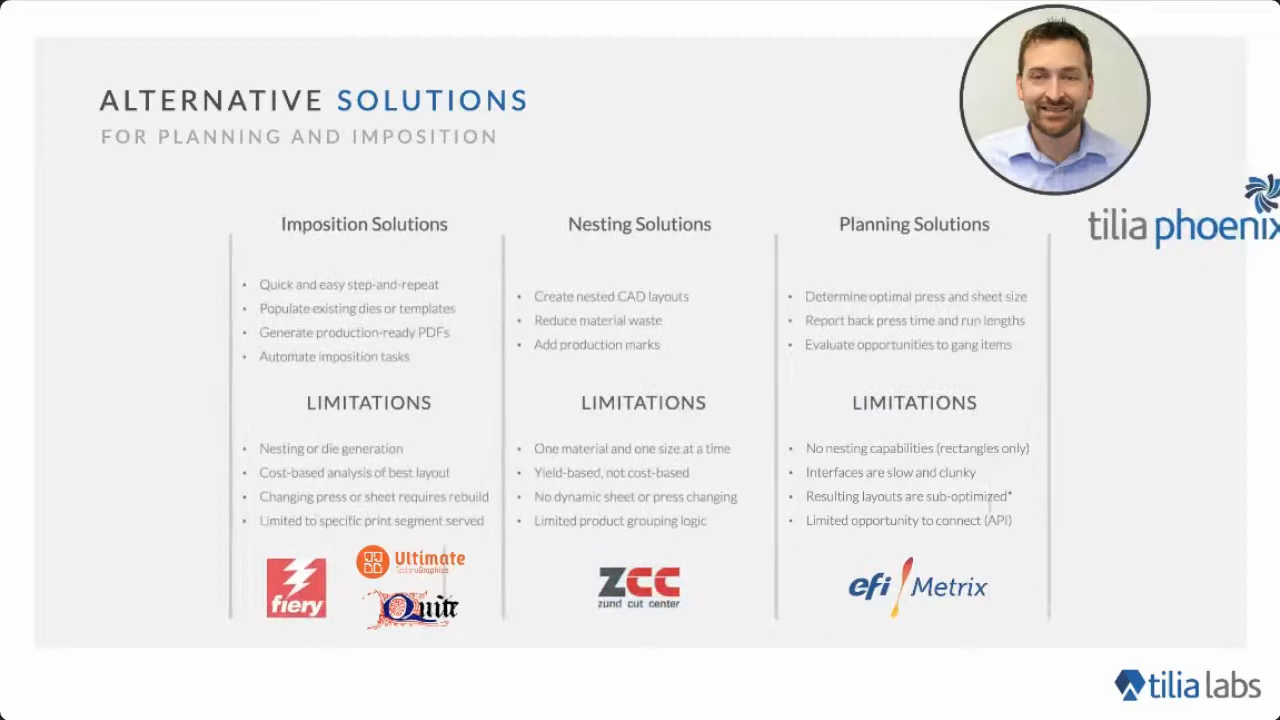 ALTERNATIVE SOLUTIONS
FOR PLANNING AND IMPOSITION
tilia phoenix
Imposition Solutions
• Quick and easy step-and-repeat
• Populate existing dies or templates
• Generate production-ready PDFs
• Automate imposition tasks
LIMITATIONS
• Nesting or die generation
• Cost-based analysis of best layout
• Changing press or sheet requires rebuild
• Limited to specific print segment served
fiery
Ultimate
TechnoGraphics
Quite
Nesting Solutions
• Create nested CAD layouts
• Reduce material waste
• Add production marks
LIMITATIONS
• One material and one size at a time
• Yield-based, not cost-based
• No dynamic sheet or press changing
• Limited product grouping logic
zcc
zund cut center
Planning Solutions
• Determine optimal press and sheet size
• Report back press time and run lengths
• Evaluate opportunities to gang items
LIMITATIONS
• No nesting capabilities (rectangles only)
• Interfaces are slow and clunky
• Resulting layouts are sub-optimized*
• Limited opportunity to connect (API)
efi Metrix
tilia labs